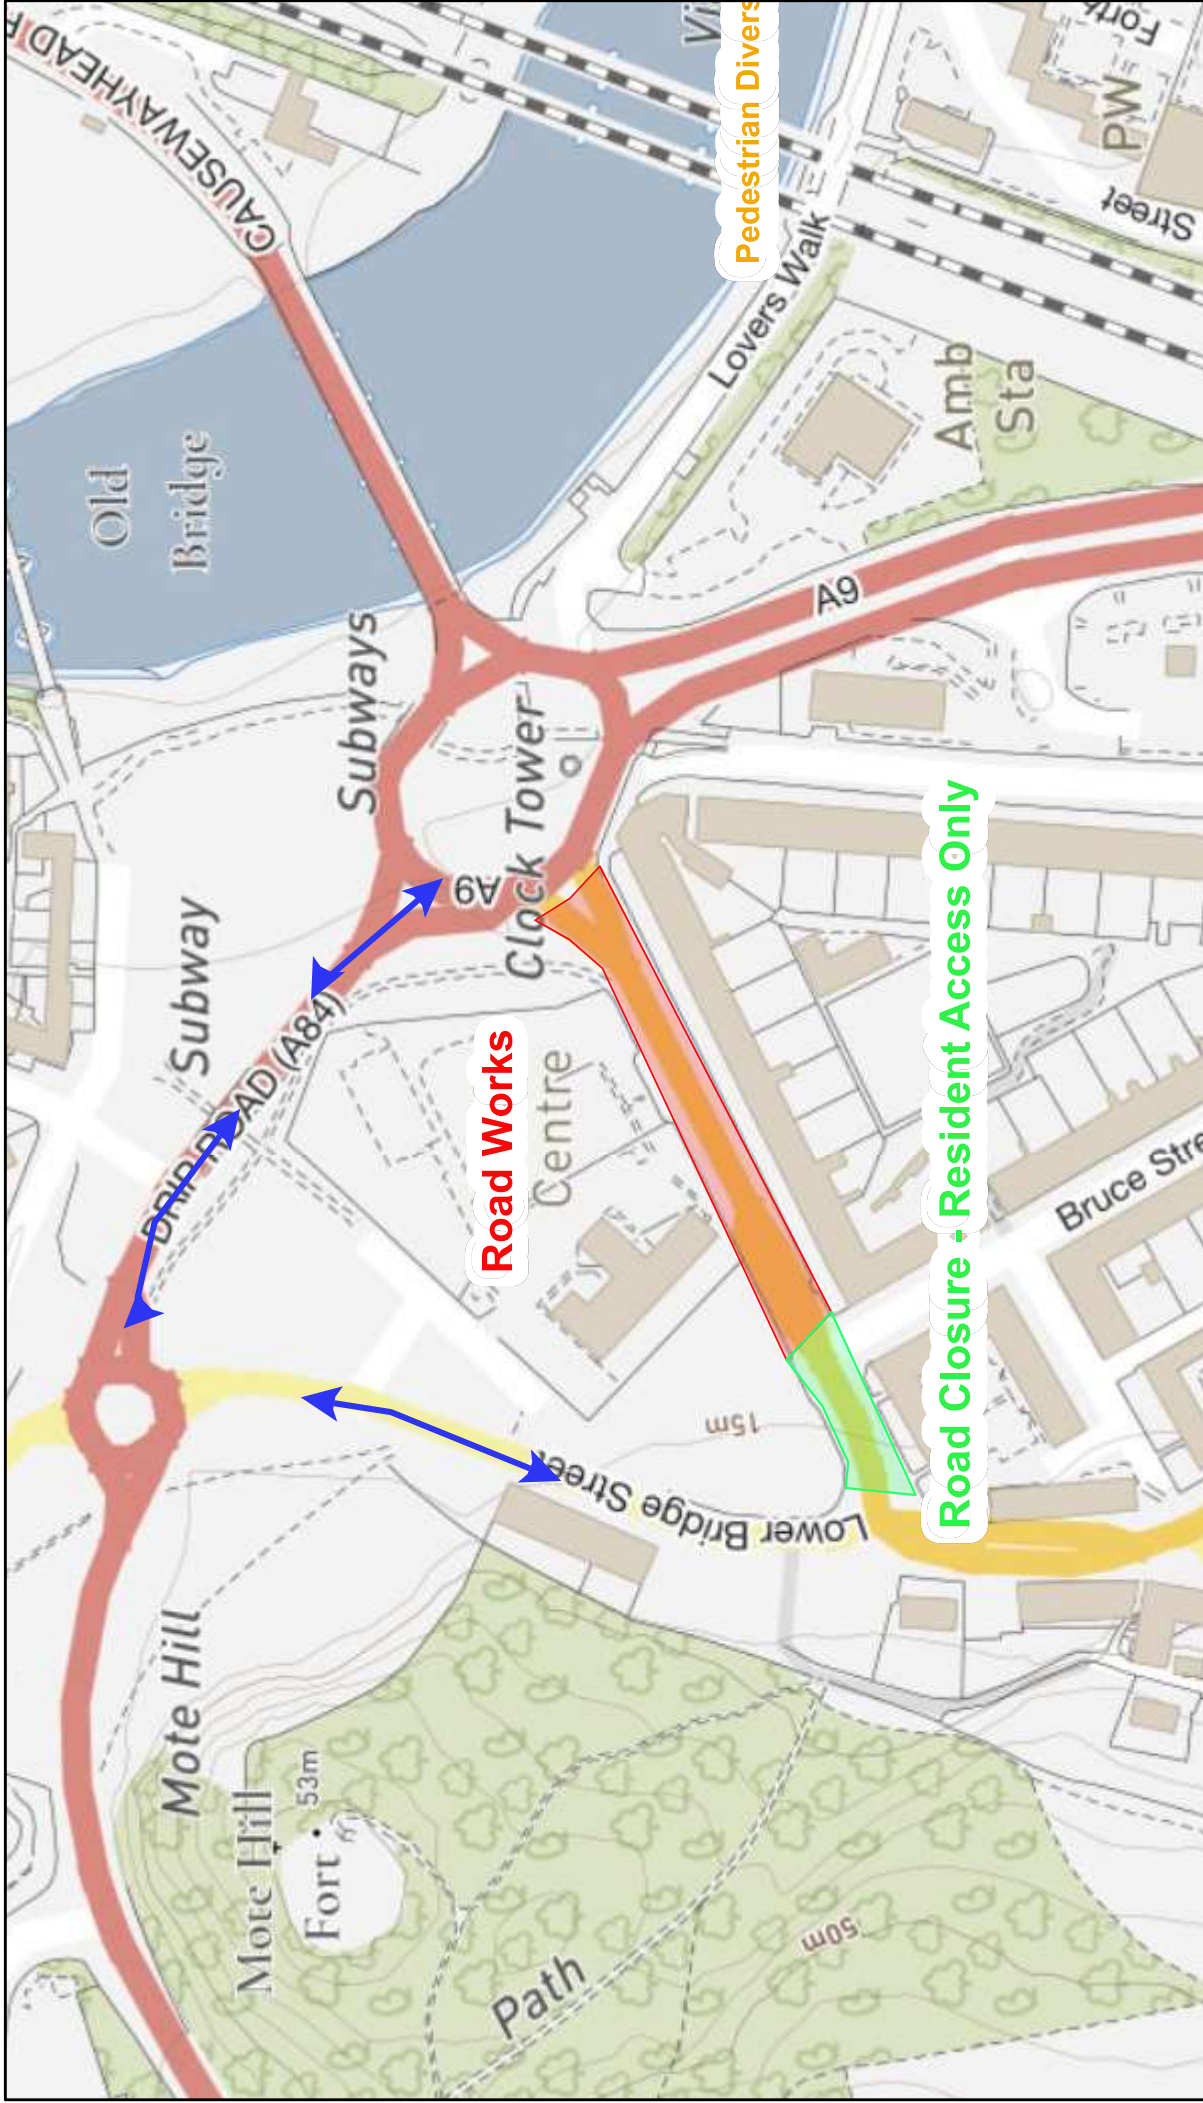 CAUSEWAYHEAD
Old
Bridge
Subways
Subway
DRIP ROAD (A84)
A9
Clock Tower
A9
Lovers Walk
Pedestrian Divers
Amb
Sta
PW
Street
Road Works
Centre
Bruce Stre
Road Closure - Resident Access Only
Lower Bridge Street
15m
Mote Hill
Mote Hill
Fort
53m
Path
50m